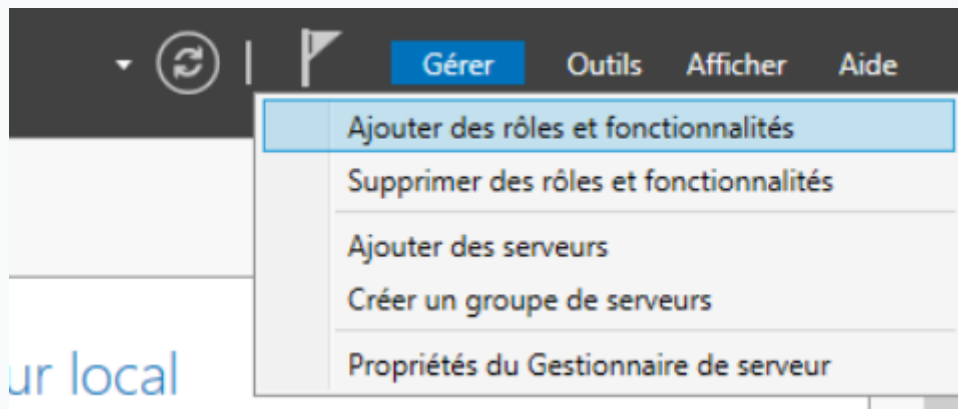 Gérer Outils Afficher Aide
Ajouter des rôles et fonctionnalités
Supprimer des rôles et fonctionnalités
Ajouter des serveurs
Créer un groupe de serveurs
Propriétés du Gestionnaire de serveur
ur local